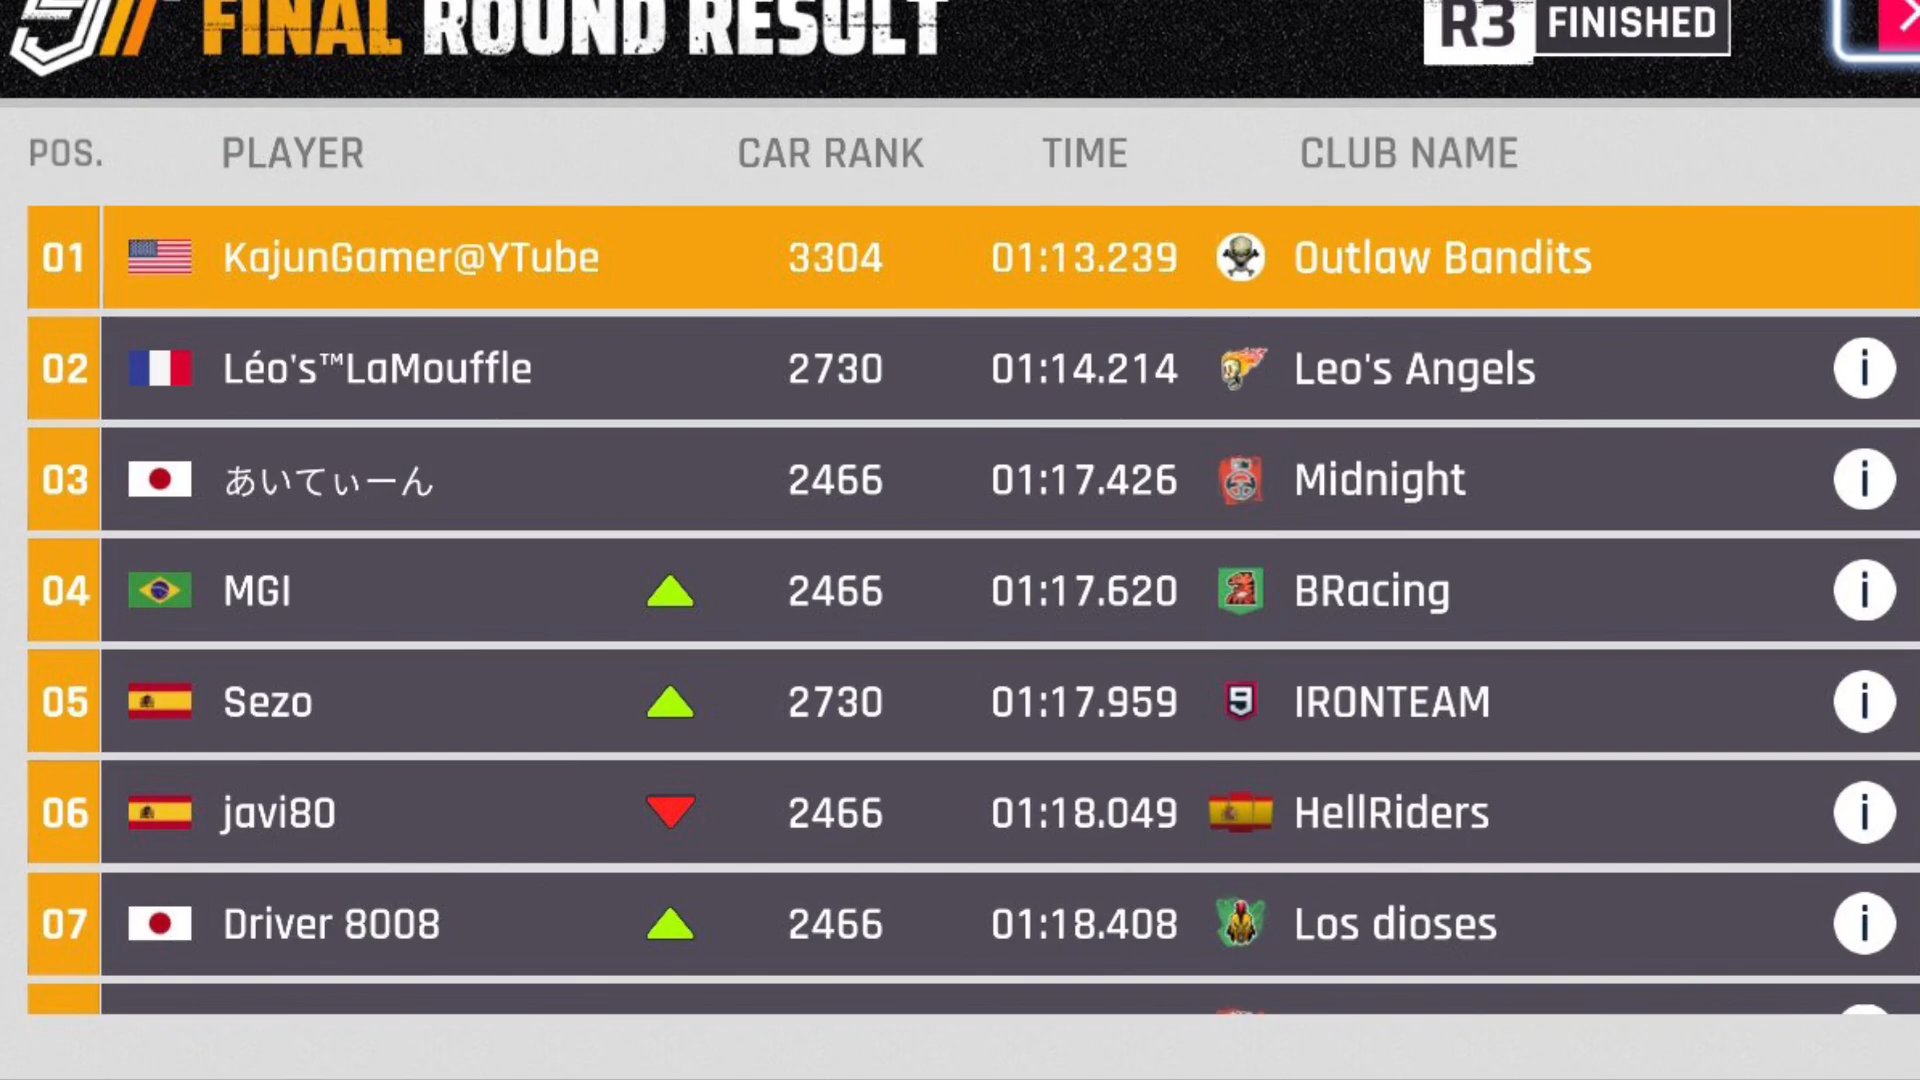 FINAL ROUND RESULT
R3 FINISHED
POS. PLAYER CAR RANK TIME CLUB NAME
01 KajunGamer@YTube 3304 01:13.239 Outlaw Bandits
02 Léo's™LaMouffle 2730 01:14.214 Leo's Angels i
03 あいてぃーん 2466 01:17.426 Midnight i
04 MGI 2466 01:17.620 BRacing i
05 Sezo 2730 01:17.959 9 IRONTEAM i
06 javi80 2466 01:18.049 HellRiders i
07 Driver 8008 2466 01:18.408 Los dioses i